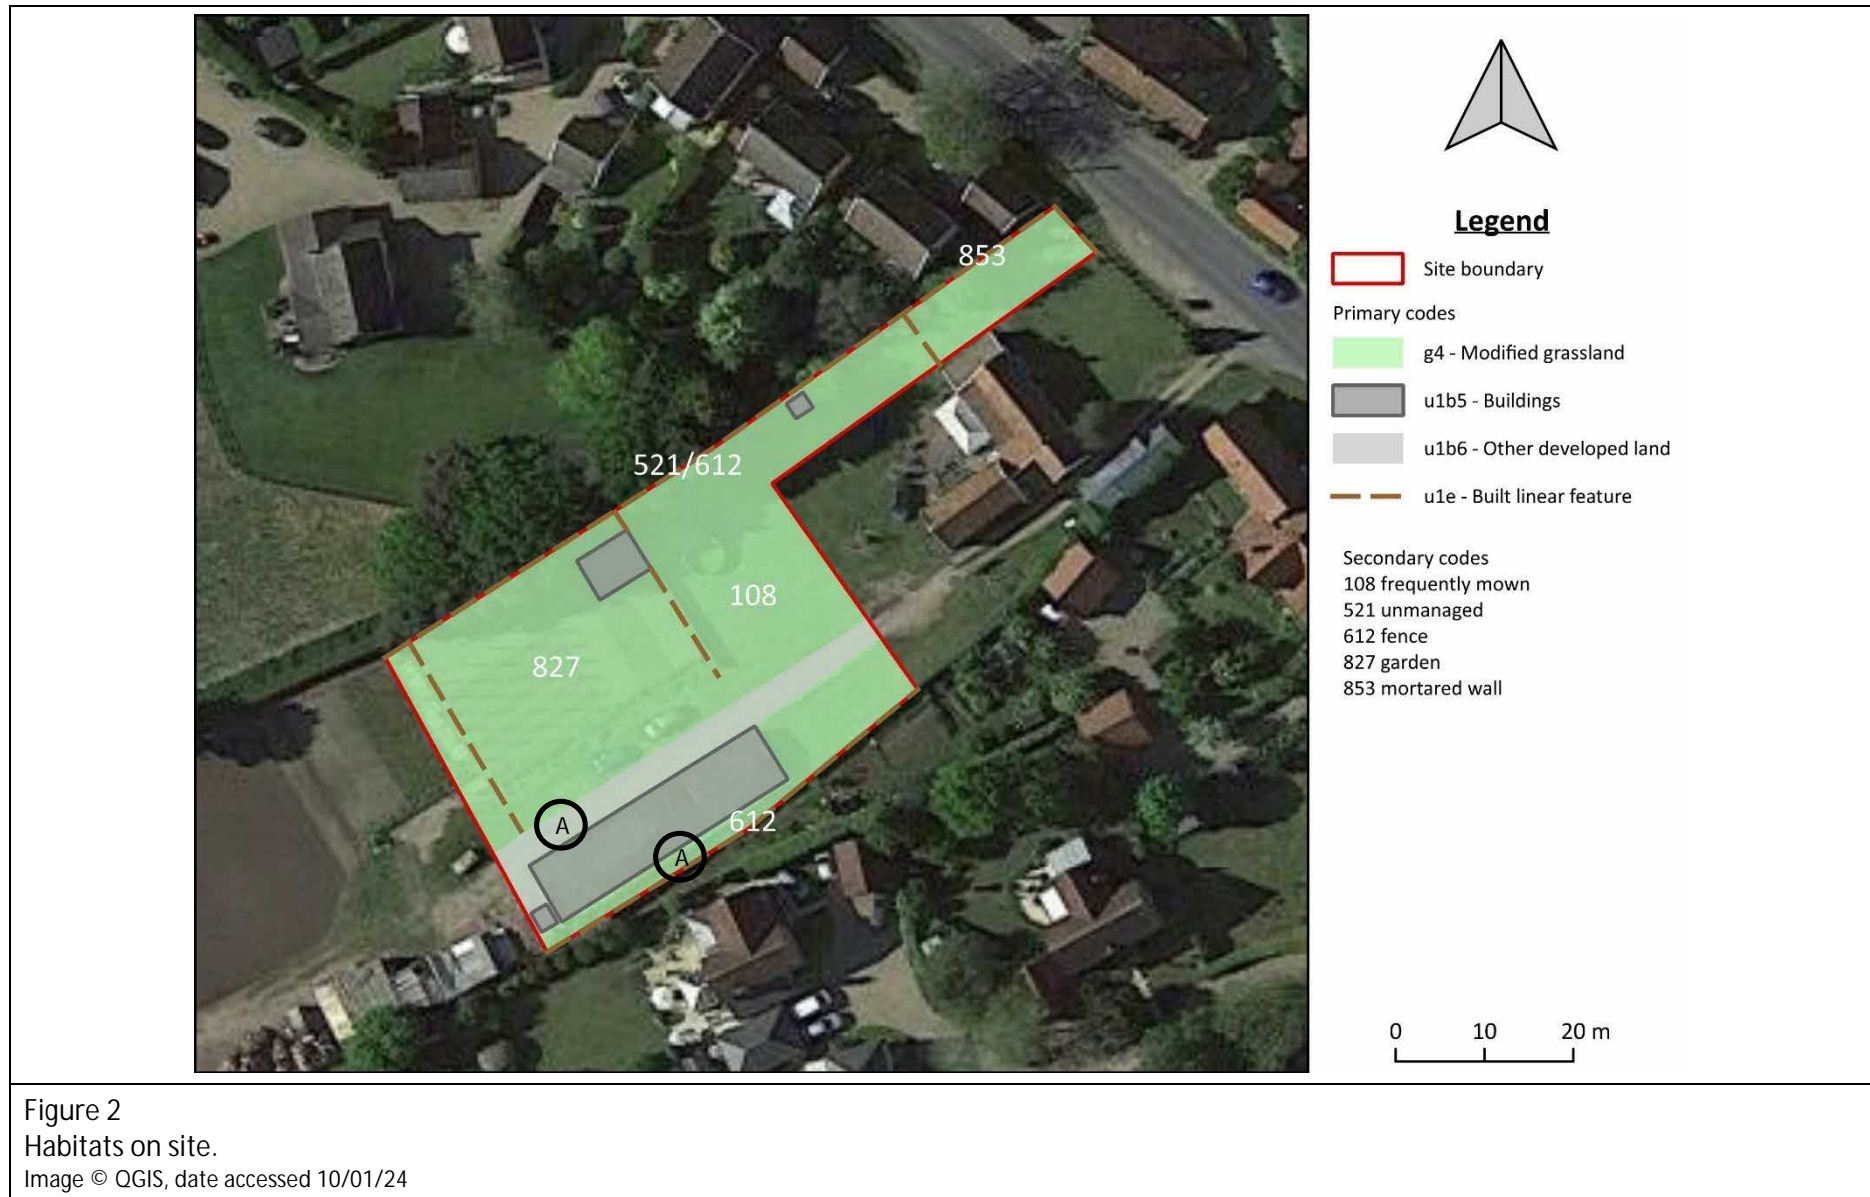 853
521/612
108
827
612
A
A
Legend
Site boundary
Primary codes
g4 - Modified grassland
u1b5 - Buildings
u1b6 - Other developed land
u1e - Built linear feature
Secondary codes
108 frequently mown
521 unmanaged
612 fence
827 garden
853 mortared wall
0 10 20 m
Figure 2
Habitats on site.
Image © QGIS, date accessed 10/01/24